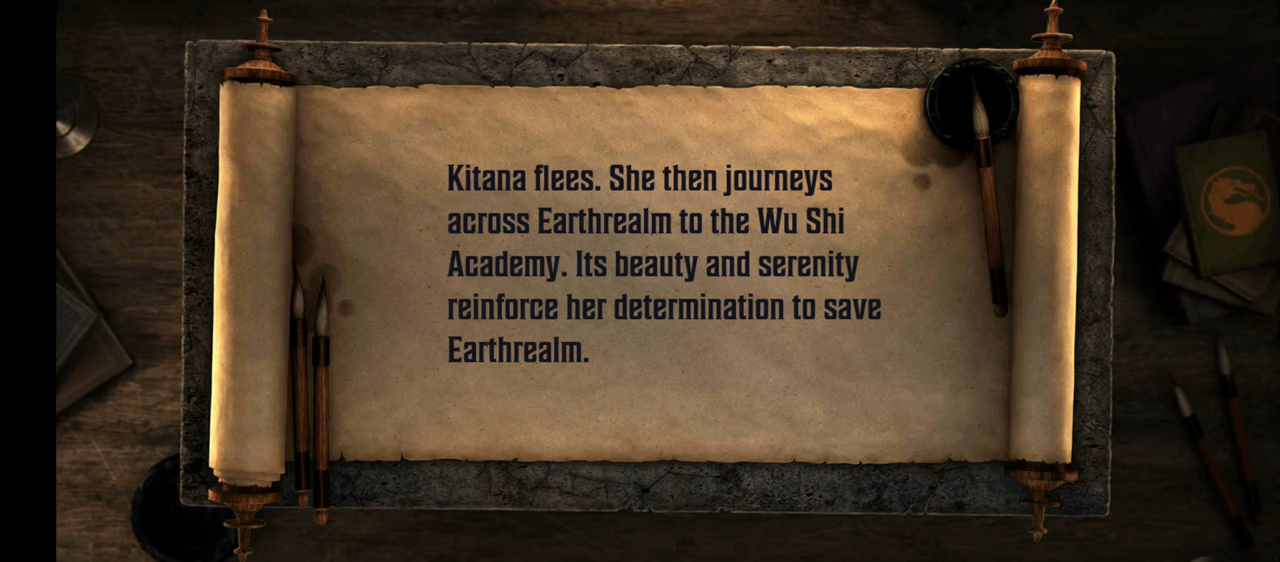 Kitana flees. She then journeys
across Earthrealm to the Wu Shi
Academy. Its beauty and serenity
reinforce her determination to save
Earthrealm.